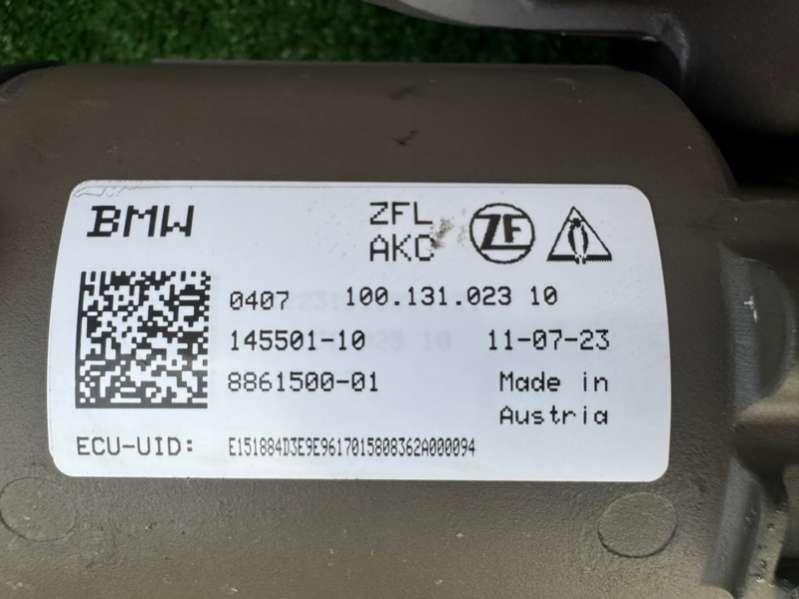 BMW
ZFL
AKC
ZF
0407 100.131.023 10
145501-10 11-07-23
8861500-01 Made in
Austria
ECU-UID: E151884D3E9E9617015808362A000094